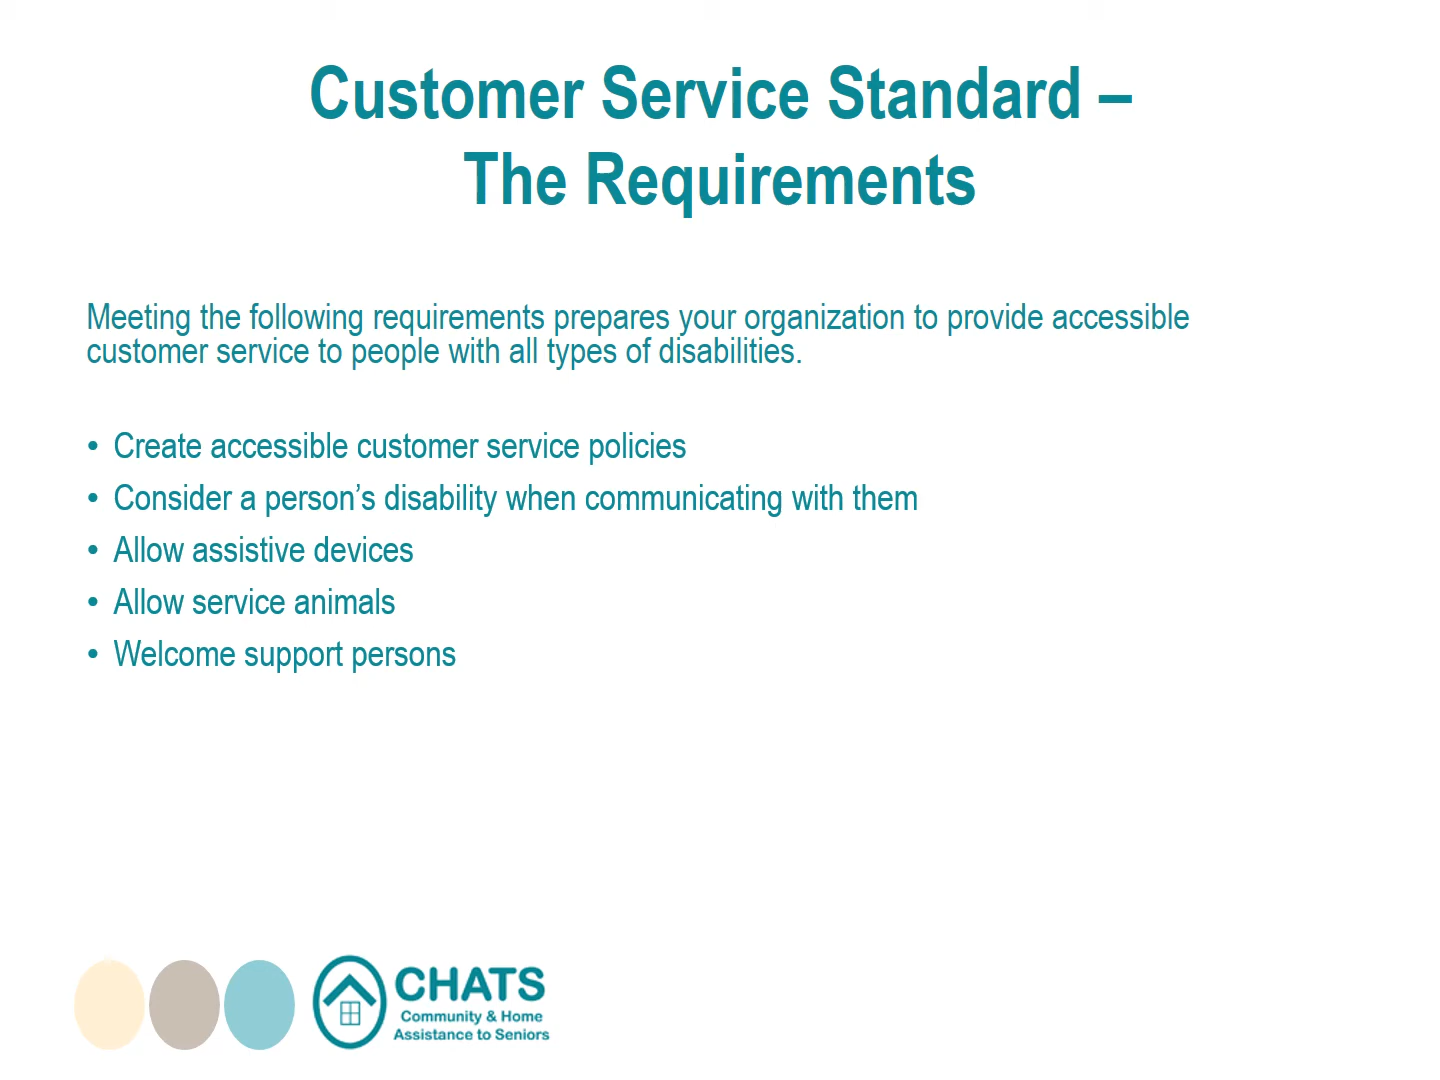 Customer Service Standard –
The Requirements
Meeting the following requirements prepares your organization to provide accessible
customer service to people with all types of disabilities.
• Create accessible customer service policies
• Consider a person’s disability when communicating with them
• Allow assistive devices
• Allow service animals
• Welcome support persons
CHATS
Community & Home
Assistance to Seniors